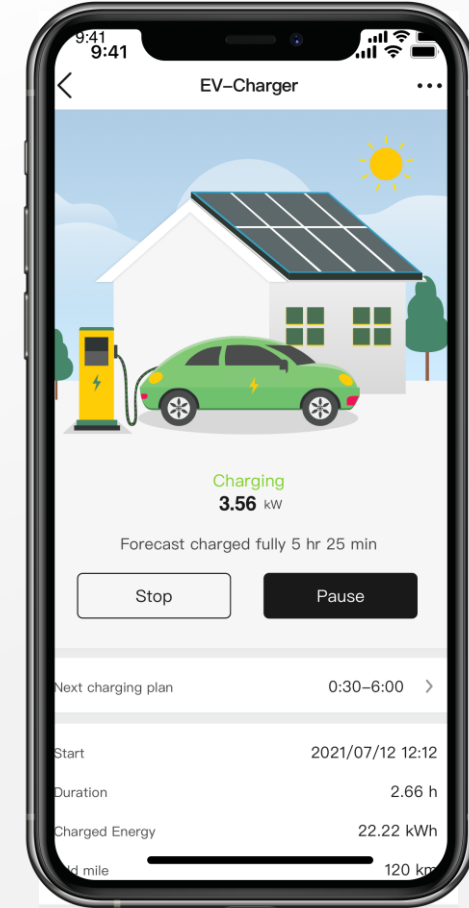 9:41
9:41
EV–Charger
Charging
3.56 kW
Forecast charged fully 5 hr 25 min
Stop Pause
Next charging plan 0:30–6:00
Start 2021/07/12 12:12
Duration 2.66 h
Charged Energy 22.22 kWh
mile 120 km